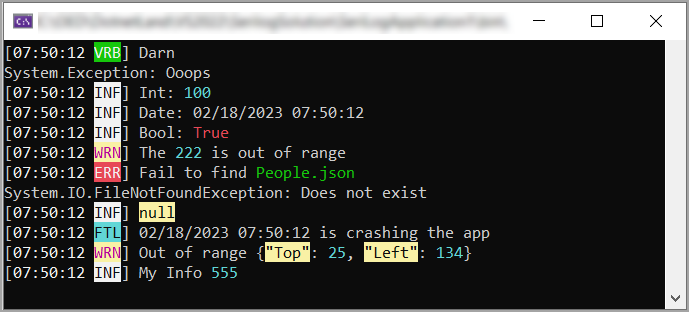 [07:50:12 VRB] Darn
System.Exception: Ooops
[07:50:12 INF] Int: 100
[07:50:12 INF] Date: 02/18/2023 07:50:12
[07:50:12 INF] Bool: True
[07:50:12 WRN] The 222 is out of range
[07:50:12 ERR] Fail to find People.json
System.IO.FileNotFoundException: Does not exist
[07:50:12 INF] null
[07:50:12 FTL] 02/18/2023 07:50:12 is crashing the app
[07:50:12 WRN] Out of range {"Top": 25, "Left": 134}
[07:50:12 INF] My Info 555